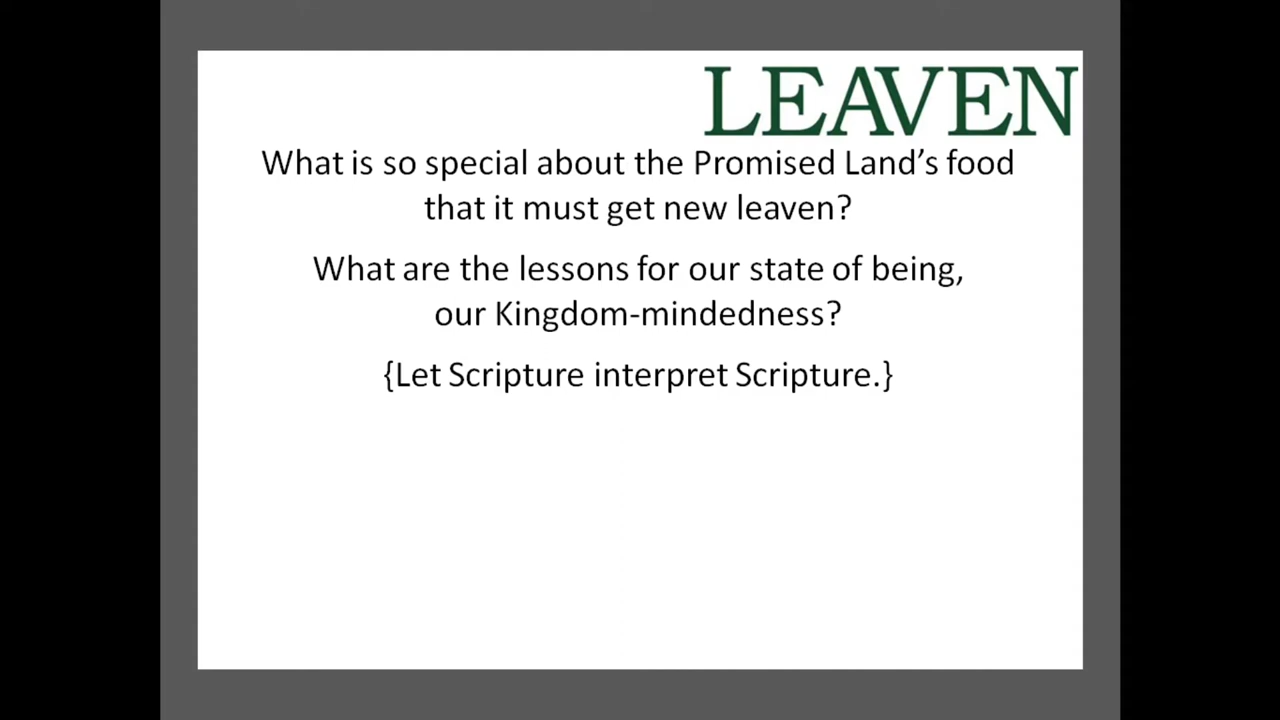 LEAVEN
What is so special about the Promised Land’s food
that it must get new leaven?
What are the lessons for our state of being,
our Kingdom-mindedness?
{Let Scripture interpret Scripture.}